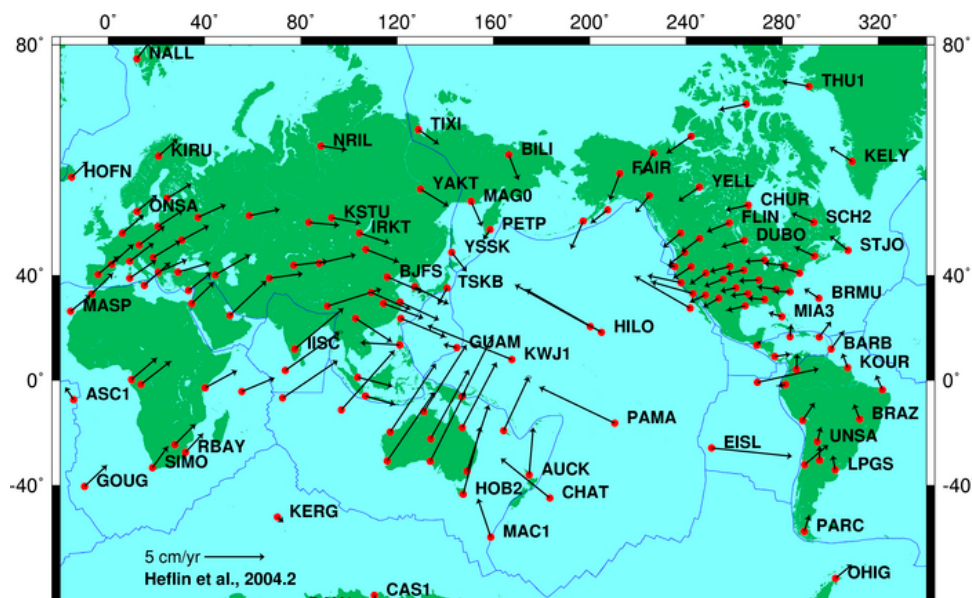 0° 40° 80° 120° 160° 200° 240° 280° 320°
80° 80°
NALL
THU1
TIXI
NRIL
KIRU
BILI
HOFN
FAIR
KELY
YAKT
YELL
MAG0
ONSA
CHUR
KSTU
PETP
FLIN
SCH2
IRKT
DUBO
YSSK
STJO
40° 40°
BJFS
TSKB
MASP
BRMU
MIA3
HILO
IISC
GUAM
BARB
KWJ1
KOUR
0° 0°
ASC1
PAMA
BRAZ
RBAY
EISL
UNSA
SIMO
LPGS
AUCK
GOUG
-40° -40°
HOB2
CHAT
KERG
MAC1
PARC
5 cm/yr
OHIG
Heflin et al., 2004.2
CAS1